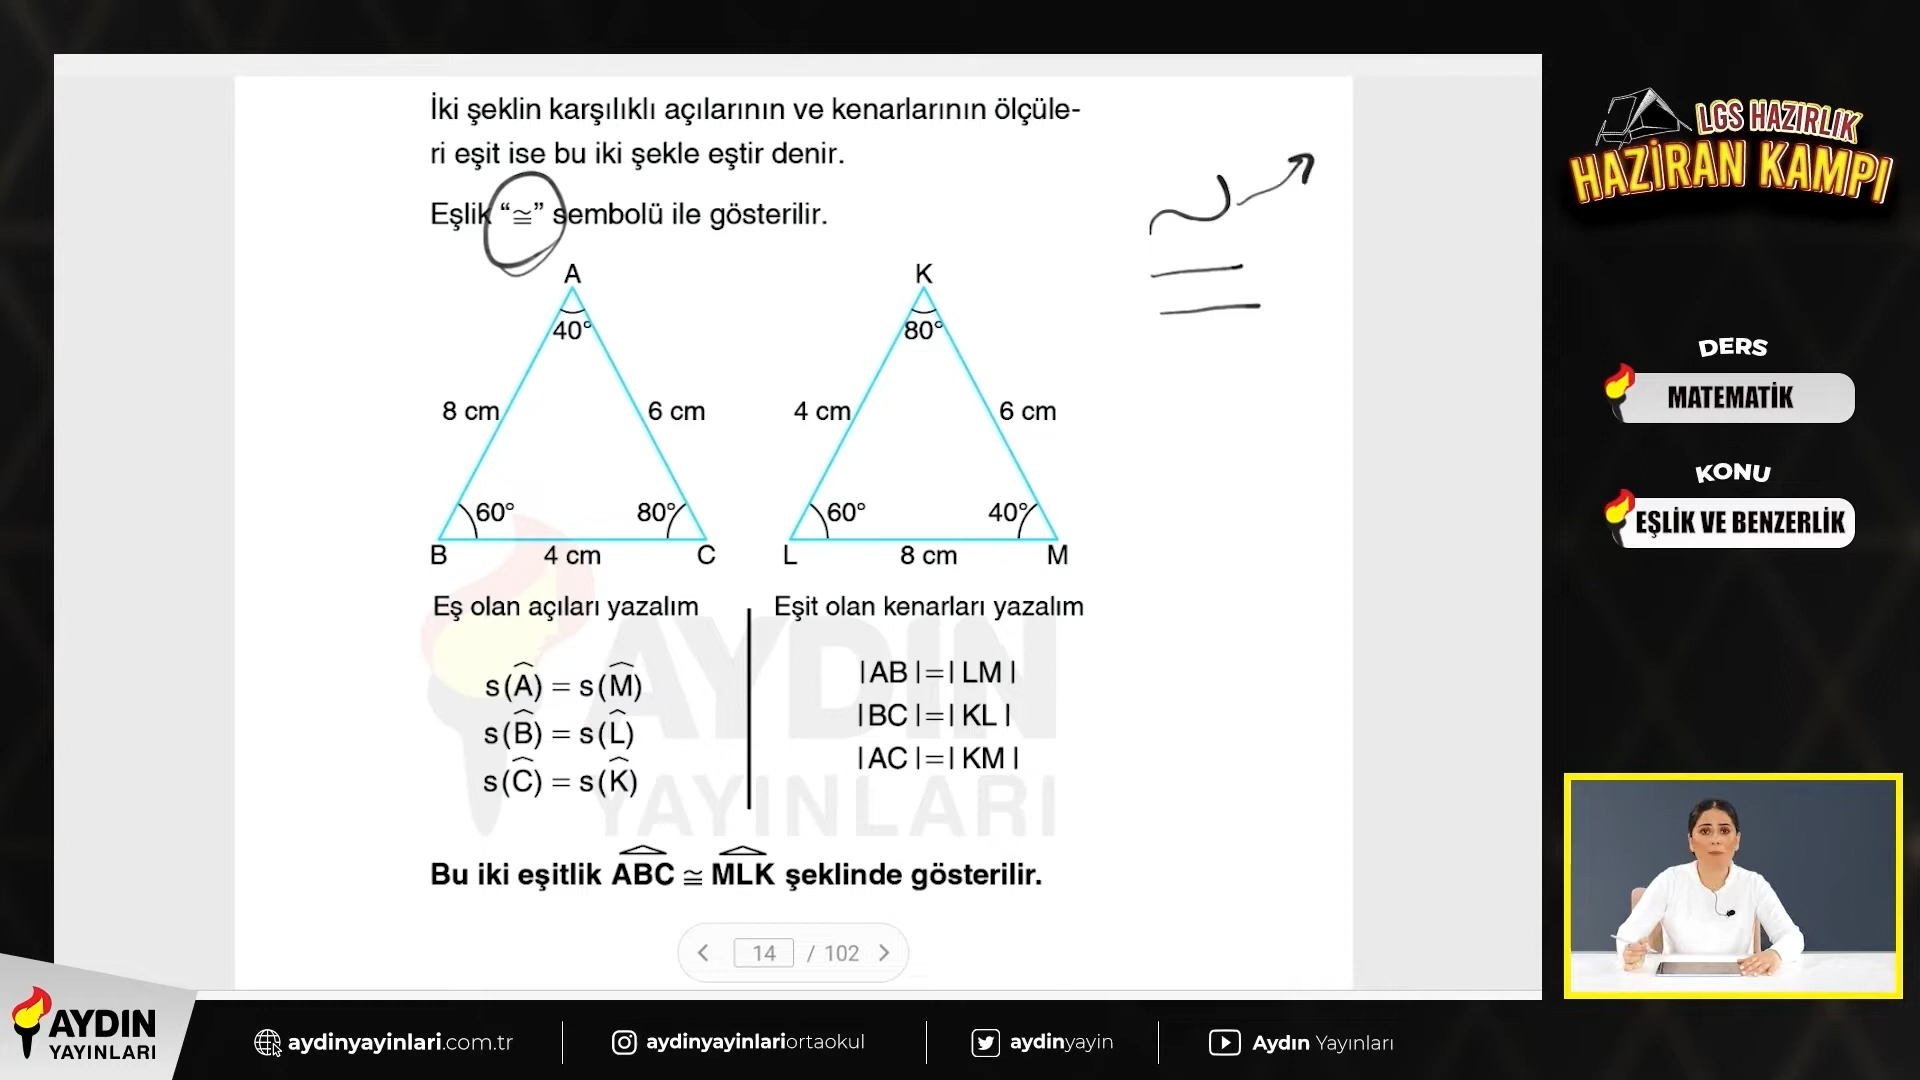 İki şeklin karşılıklı açılarının ve kenarlarının ölçüle-
ri eşit ise bu iki şekle eştir denir.
Eşlik “≅” sembolü ile gösterilir.
A
40°
8 cm
6 cm
60°
80°
B
4 cm
C
K
80°
4 cm
6 cm
60°
40°
L
8 cm
M
Eş olan açıları yazalım
s(Â) = s(M̂)
s(B̂) = s(L̂)
s(Ĉ) = s(K̂)
Eşit olan kenarları yazalım
|AB|=|LM|
|BC|=|KL|
|AC|=|KM|
Bu iki eşitlik ABC ≅ MLK şeklinde gösterilir.
14 / 102
AYDIN
YAYINLARI
LGS HAZIRLIK
HAZİRAN KAMPI
DERS
MATEMATİK
KONU
EŞLİK VE BENZERLİK
AYDIN
YAYINLARI
aydinyayinlari.com.tr
aydinyayinlariortaokul
aydinyayin
Aydın Yayınları